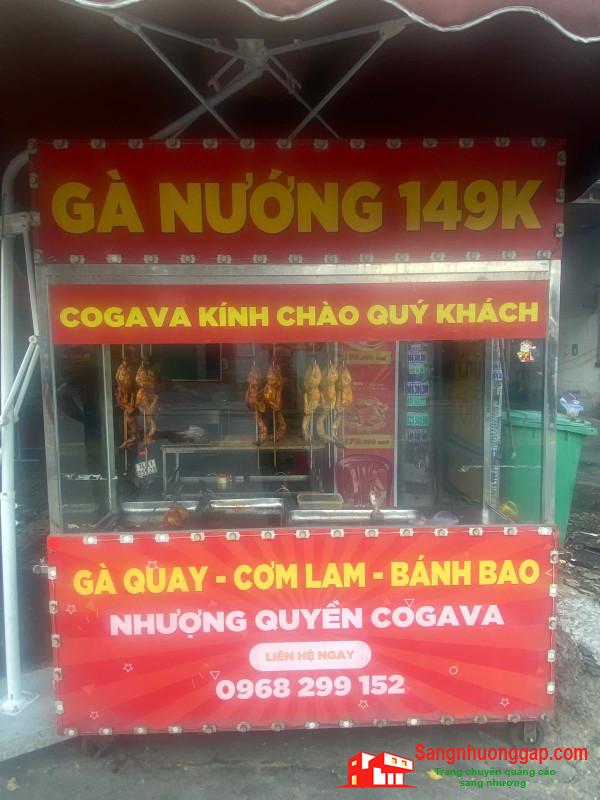 GÀ NƯỚNG 149K
COGAVA KÍNH CHÀO QUÝ KHÁCH
GÀ QUAY - CƠM LAM - BÁNH BAO
NHƯỢNG QUYỀN COGAVA
LIÊN HỆ NGAY
0968 299 152
Sangnhuonggap.com
Trang chuyên quảng cáo
sang nhượng